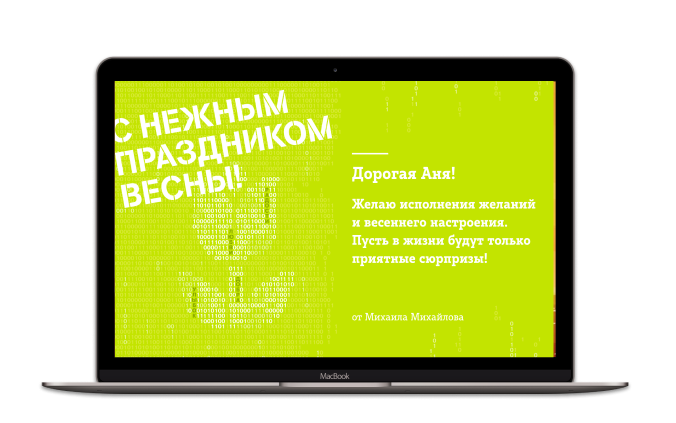 С НЕЖНЫМ
ПРАЗДНИКОМ
ВЕСНЫ!
Дорогая Аня!
Желаю исполнения желаний
и весеннего настроения.
Пусть в жизни будут только
приятные сюрпризы!
от Михаила Михайлова
MacBook